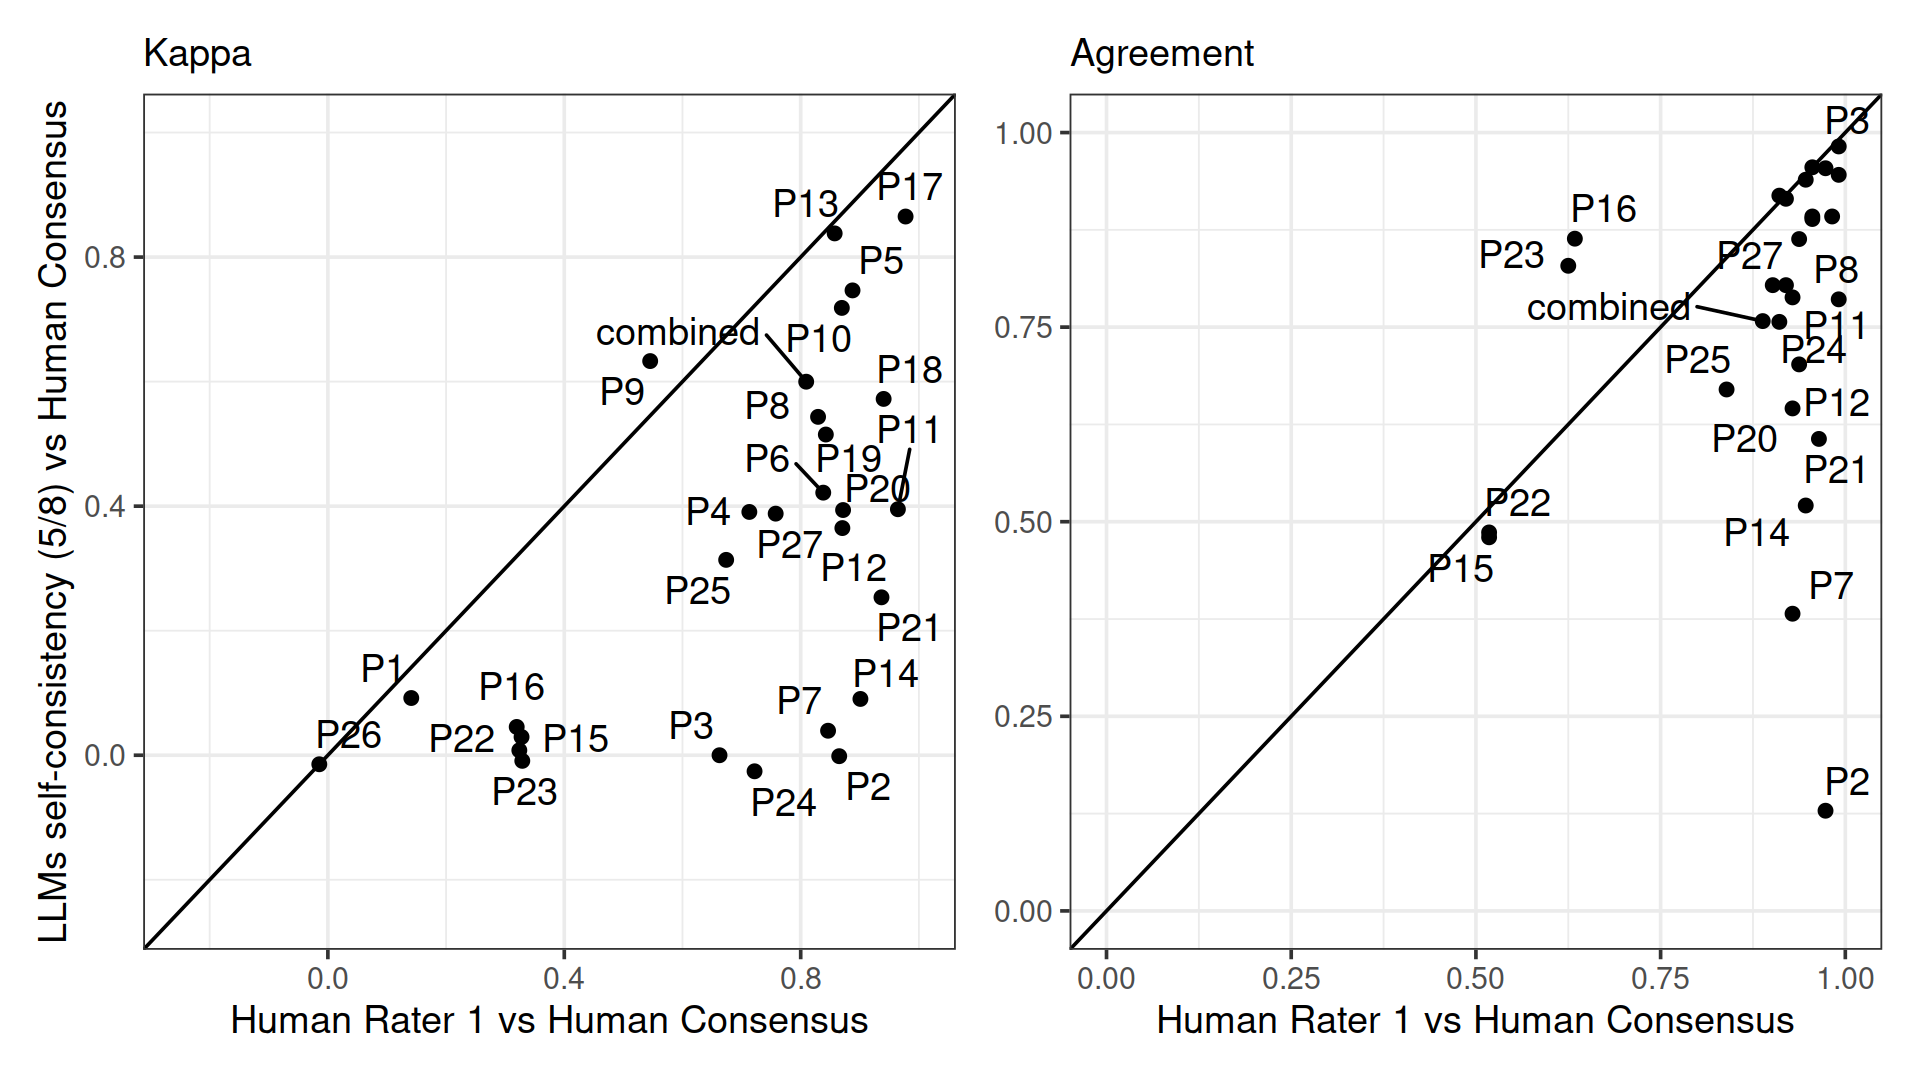 Kappa
Agreement
LLMs self-consistency (5/8) vs Human Consensus
0.8
0.4
0.0
0.0
0.4
0.8
Human Rater 1 vs Human Consensus
P17
P13
P5
combined
P10
P9
P18
P8
P11
P6
P19
P20
P4
P27
P12
P25
P21
P1
P16
P14
P7
P26
P22
P15
P3
P23
P24
P2
1.00
0.75
0.50
0.25
0.00
0.00
0.25
0.50
0.75
1.00
Human Rater 1 vs Human Consensus
P3
P16
P23
P27
P8
combined
P11
P24
P25
P12
P20
P21
P22
P14
P15
P7
P2